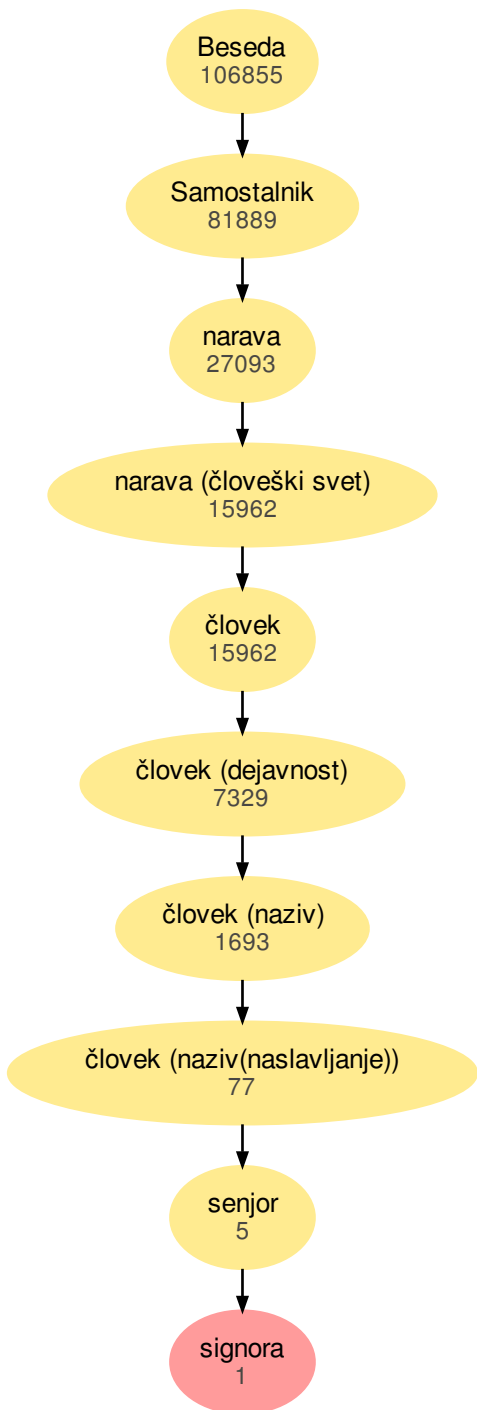 Beseda
106855
Samostalnik
81889
narava
27093
narava (človeški svet)
15962
človek
15962
človek (dejavnost)
7329
človek (naziv)
1693
človek (naziv(naslavljanje))
77
senjor
5
signora
1